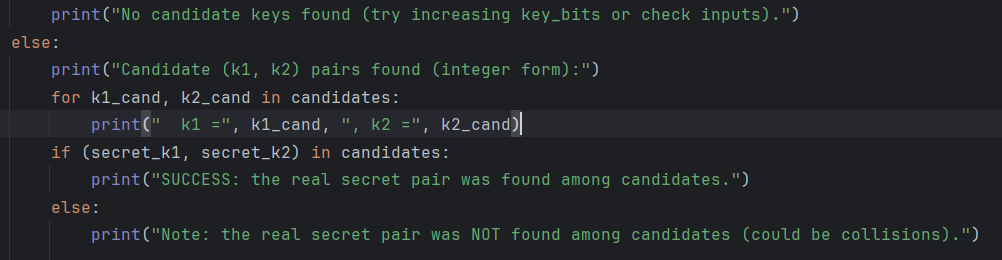 print("No candidate keys found (try increasing key_bits or check inputs).")
else:
    print("Candidate (k1, k2) pairs found (integer form):")
    for k1_cand, k2_cand in candidates:
        print("  k1 =", k1_cand, ", k2 =", k2_cand)
    if (secret_k1, secret_k2) in candidates:
        print("SUCCESS: the real secret pair was found among candidates.")
    else:
        print("Note: the real secret pair was NOT found among candidates (could be collisions).")